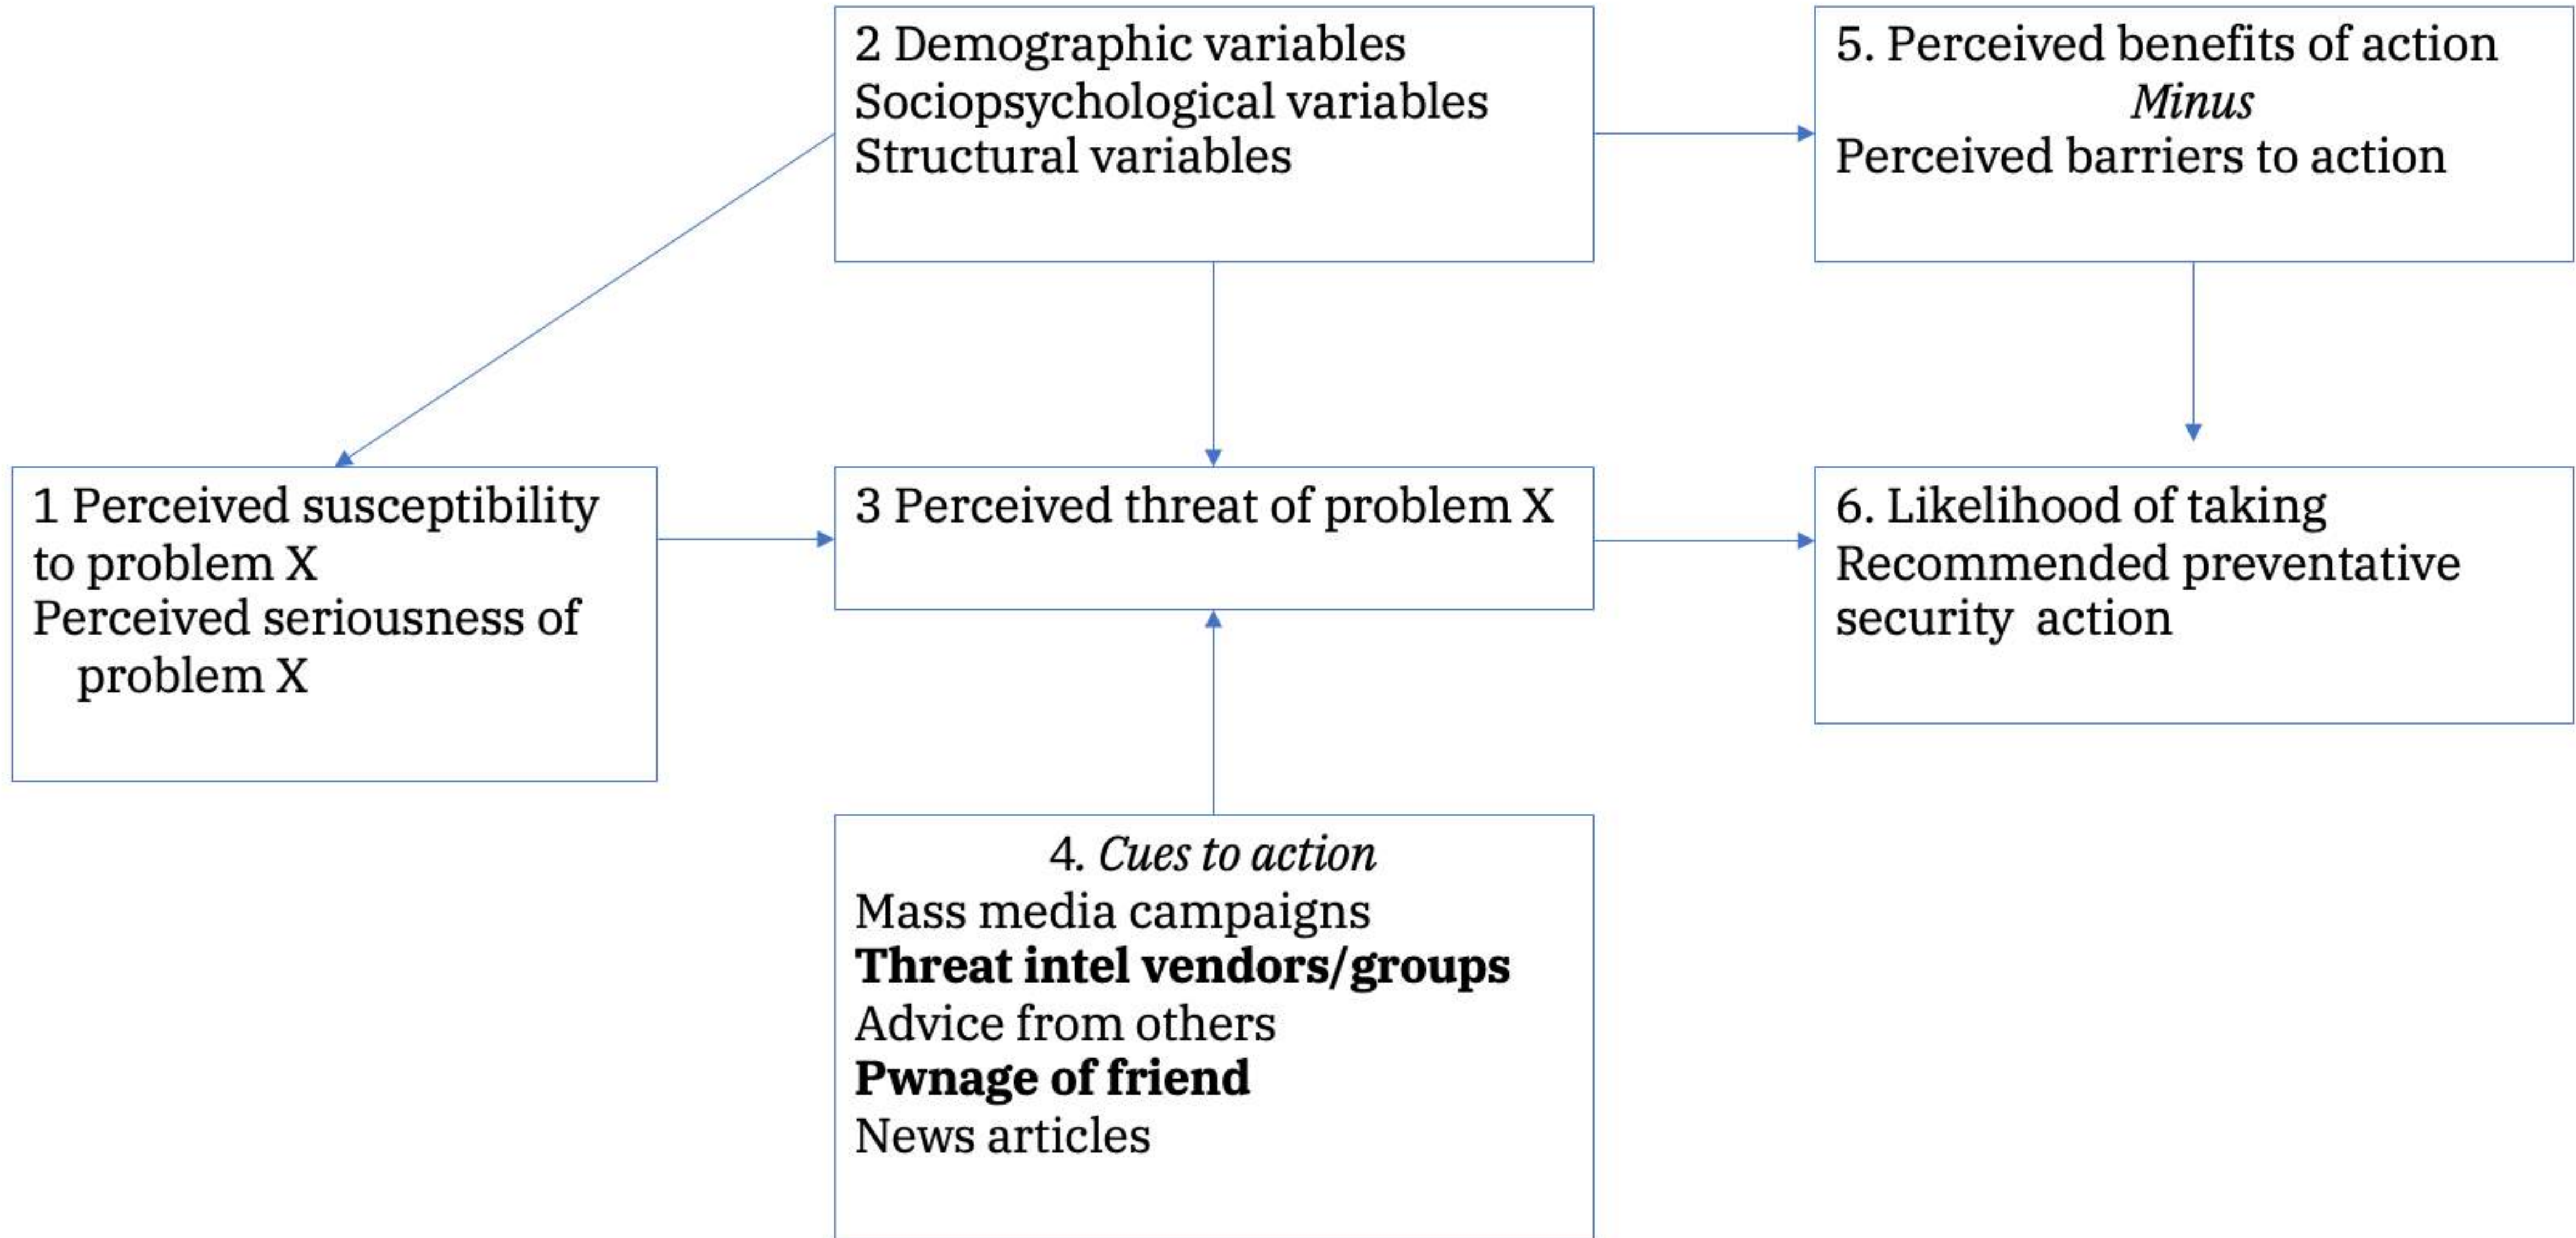 2 Demographic variables
Sociopsychological variables
Structural variables
5. Perceived benefits of action
Minus
Perceived barriers to action
1 Perceived susceptibility
to problem X
Perceived seriousness of
problem X
3 Perceived threat of problem X
6. Likelihood of taking
Recommended preventative
security action
4. Cues to action
Mass media campaigns
Threat intel vendors/groups
Advice from others
Pwnage of friend
News articles